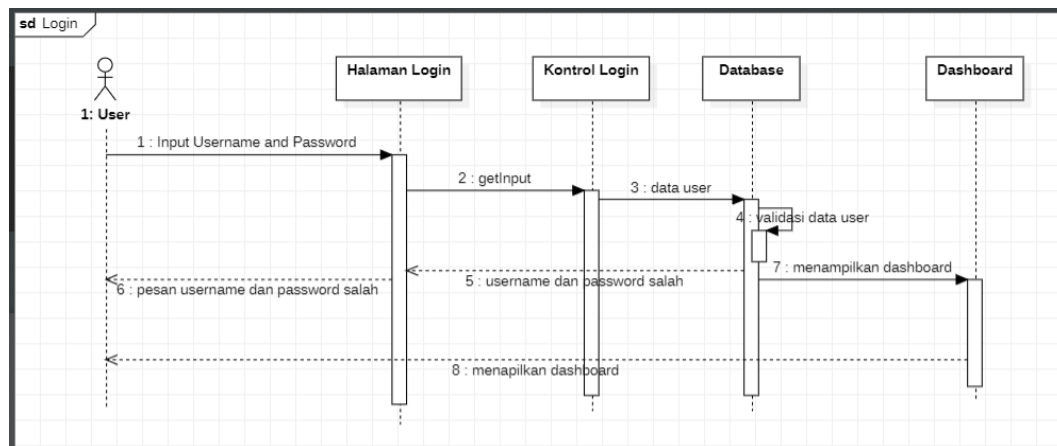 sd Login
Halaman Login
Kontrol Login
Database
Dashboard
1: User
1 : Input Username and Password
2 : getInput
3 : data user
4 : validasi data user
5 : username dan password salah
6 : pesan username dan password salah
7 : menampilkan dashboard
8 : menapilkan dashboard